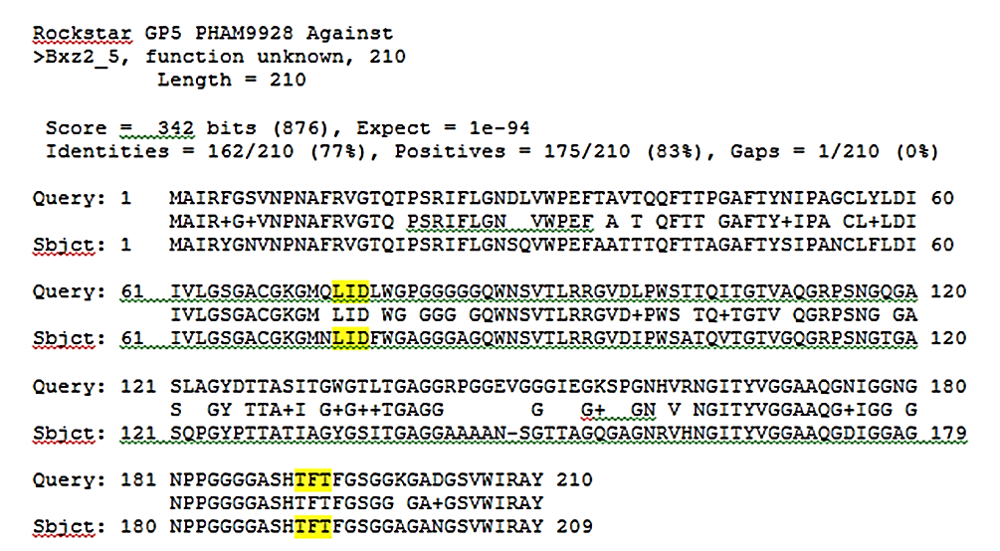 Rockstar GP5 PHAM9928 Against
>Bxz2_5, function unknown, 210
Length = 210
Score = 342 bits (876), Expect = 1e-94
Identities = 162/210 (77%), Positives = 175/210 (83%), Gaps = 1/210 (0%)
Query: 1 MAIRFGSVNPNAFRVGTQTPSRIFLGNDLVWPEFTAVTQQFTTPGAFTYNIPAGCLYLDI 60
MAIR+G+VNPNAFRVGTQ PSRIFLGN VWPEF A T QFTT GAFTY+IPA CL+LDI
Sbjct: 1 MAIRYGNVNPNAFRVGTQIPSRIFLGNSQVWPEFAATTTQFTTAGAFTYSIPANCLFLDI 60
Query: 61 IVLGSGACGKGMQLIDLWGPGGGGGQWNSVTLRRGVDLPWSTTQITGTVAQGRPSNGQGA 120
IVLGSGACGKGM LID WG GGG GQWNSVTLRRGVD+PWS TQ+TGTV QGRPSNG GA
Sbjct: 61 IVLGSGACGKGMNLIDFWGAGGGAGQWNSVTLRRGVDIPWSATQVTGTVGQGRPSNGTGA 120
Query: 121 SLAGYDTTASITGWGTLTGAGGRPGGEVGGGIEGKSPGNHVRNGITYVGGAAQGNIGGNG 180
S GY TTA+I G+G++TGAGG G G+ GN V NGITYVGGAAQG+IGG G
Sbjct: 121 SQPGYPTTATIAGYGSITGAGGAAAAN-SGTTAGQGAGNRVHNGITYVGGAAQGDIGGAG 179
Query: 181 NPPGGGGASHTFTFGSGGKGADGSVWIRAY 210
NPPGGGGASHTFTFGSGG GA+GSVWIRAY
Sbjct: 180 NPPGGGGASHTFTFGSGGAGANGSVWIRAY 209